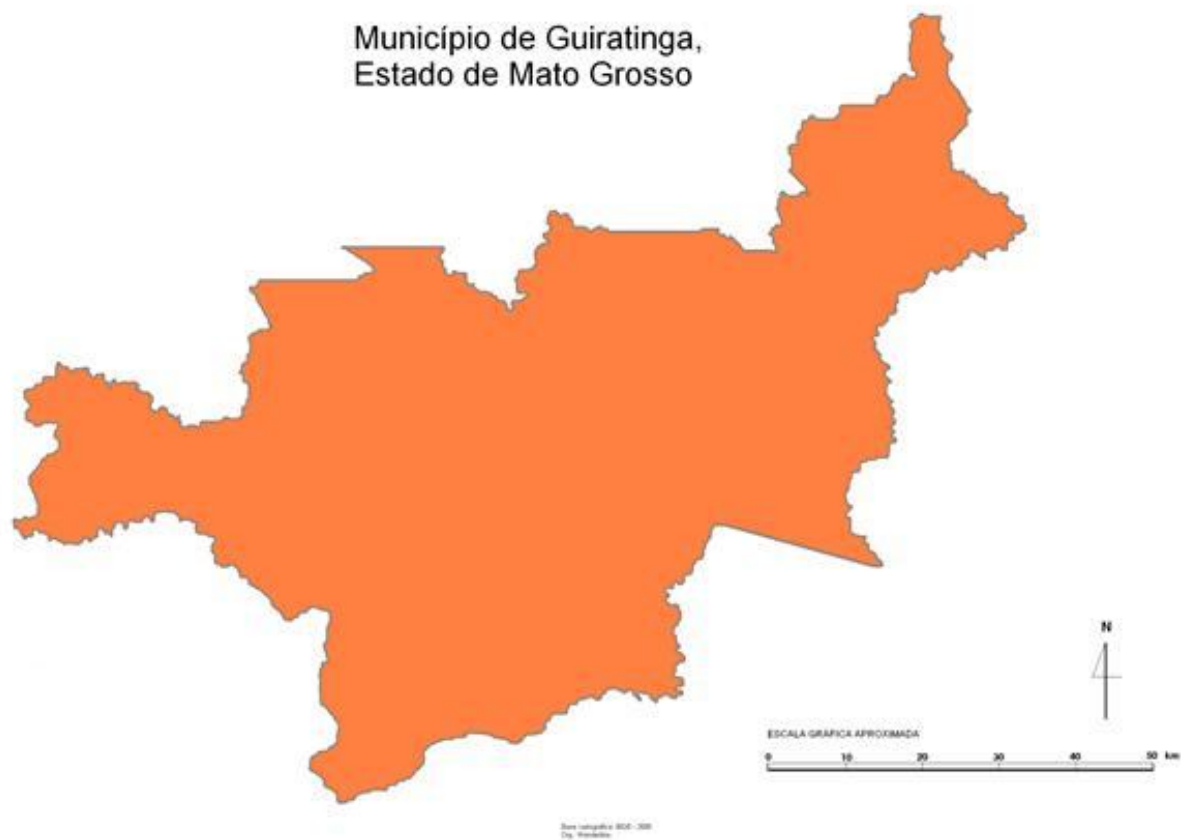 Município de Guiratinga,
Estado de Mato Grosso
N
ESCALA GRÁFICA APROXIMADA
0 10 20 30 40 50 km